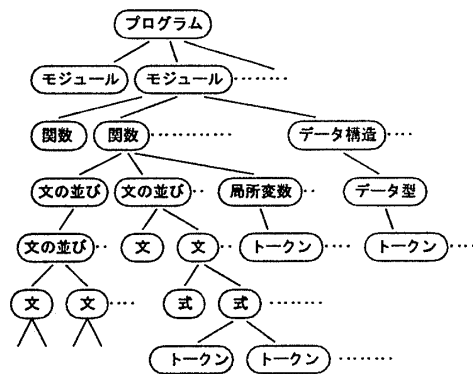 プログラム
モジュール モジュール ‥‥‥‥
関数 関数 ‥‥‥‥‥ データ構造 ‥‥
文の並び 文の並び ‥ 局所変数 ‥ データ型
文の並び ‥ 文 文 ‥ トークン ‥‥ トークン ‥‥
文 文 ‥‥ 式 式 ‥‥‥‥
トークン トークン ‥‥‥‥